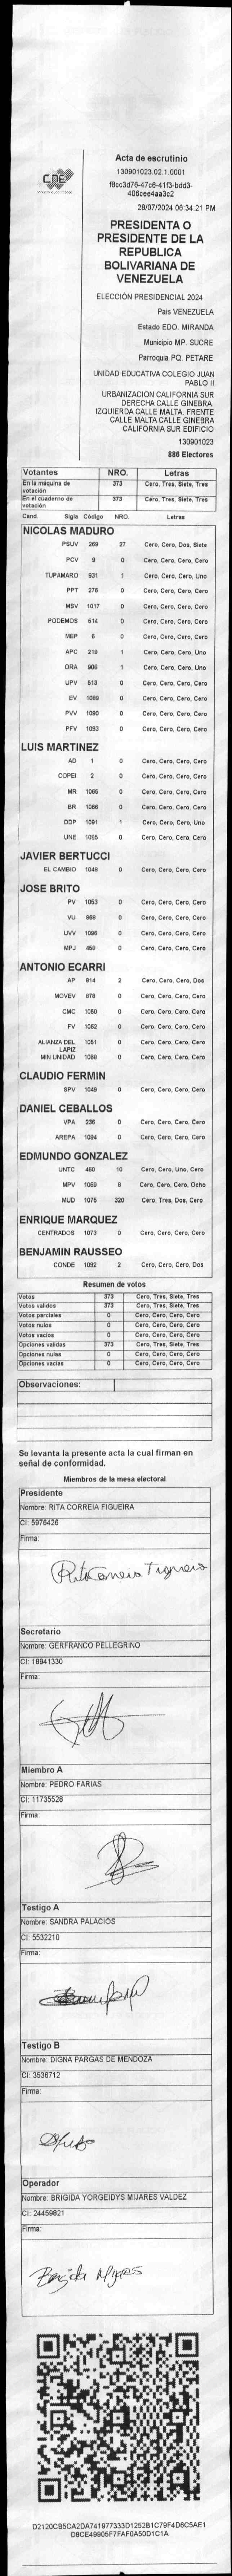 CNE
Acta de escrutinio
130901023.02.1.0001
f8cc3d76-47c6-41f3-bdd3-
406cee4aa3c2
28/07/2024 06:34:21 PM
PRESIDENTA O
PRESIDENTE DE LA
REPUBLICA
BOLIVARIANA DE
VENEZUELA
ELECCIÓN PRESIDENCIAL 2024
País VENEZUELA
Estado EDO. MIRANDA
Municipio MP. SUCRE
Parroquia PQ. PETARE
UNIDAD EDUCATIVA COLEGIO JUAN
PABLO II
URBANIZACION CALIFORNIA SUR
DERECHA CALLE GINEBRA.
IZQUIERDA CALLE MALTA. FRENTE
CALLE MALTA CALLE GINEBRA
CALIFORNIA SUR EDIFICIO
130901023
886 Electores
Votantes NRO. Letras
En la máquina de votación 373 Cero, Tres, Siete, Tres
En el cuaderno de votación 373 Cero, Tres, Siete, Tres
Cand. Sigla Código NRO. Letras
NICOLAS MADURO
PSUV 269 27 Cero, Cero, Dos, Siete
PCV 9 0 Cero, Cero, Cero, Cero
TUPAMARO 931 1 Cero, Cero, Cero, Uno
PPT 276 0 Cero, Cero, Cero, Cero
MSV 1017 0 Cero, Cero, Cero, Cero
PODEMOS 514 0 Cero, Cero, Cero, Cero
MEP 6 0 Cero, Cero, Cero, Cero
APC 219 1 Cero, Cero, Cero, Uno
ORA 906 1 Cero, Cero, Cero, Uno
UPV 513 0 Cero, Cero, Cero, Cero
EV 1089 0 Cero, Cero, Cero, Cero
PVV 1090 0 Cero, Cero, Cero, Cero
PFV 1093 0 Cero, Cero, Cero, Cero
LUIS MARTINEZ
AD 1 0 Cero, Cero, Cero, Cero
COPEI 2 0 Cero, Cero, Cero, Cero
MR 1065 0 Cero, Cero, Cero, Cero
BR 1066 0 Cero, Cero, Cero, Cero
DDP 1091 1 Cero, Cero, Cero, Uno
UNE 1095 0 Cero, Cero, Cero, Cero
JAVIER BERTUCCI
EL CAMBIO 1048 0 Cero, Cero, Cero, Cero
JOSE BRITO
PV 1053 0 Cero, Cero, Cero, Cero
VU 0 Cero, Cero, Cero, Cero
UVV 1096 0 Cero, Cero, Cero, Cero
MPJ 459 0 Cero, Cero, Cero, Cero
ANTONIO ECARRI
AP 914 2 Cero, Cero, Cero, Dos
MOVEV 978 0 Cero, Cero, Cero, Cero
CMC 1050 0 Cero, Cero, Cero, Cero
FV 1062 0 Cero, Cero, Cero, Cero
ALIANZA DEL LAPIZ 1051 0 Cero, Cero, Cero, Cero
MIN UNIDAD 0 Cero, Cero, Cero, Cero
CLAUDIO FERMIN
SPV 1049 0 Cero, Cero, Cero, Cero
DANIEL CEBALLOS
VPA 236 0 Cero, Cero, Cero, Cero
AREPA 1094 0 Cero, Cero, Cero, Cero
EDMUNDO GONZALEZ
UNTC 460 10 Cero, Cero, Uno, Cero
MPV 8 Cero, Cero, Cero, Ocho
MUD 1075 320 Cero, Tres, Dos, Cero
ENRIQUE MARQUEZ
CENTRADOS 1073 0 Cero, Cero, Cero, Cero
BENJAMIN RAUSSEO
CONDE 1092 2 Cero, Cero, Cero, Dos
Resumen de votos
Votos 373 Cero, Tres, Siete, Tres
Votos validos 373 Cero, Tres, Siete, Tres
Votos parciales 0 Cero, Cero, Cero, Cero
Votos nulos 0 Cero, Cero, Cero, Cero
Votos vacios 0 Cero, Cero, Cero, Cero
Opciones validas 373 Cero, Tres, Siete, Tres
Opciones nulas 0 Cero, Cero, Cero, Cero
Opciones vacias 0 Cero, Cero, Cero, Cero
Observaciones:
Se levanta la presente acta la cual firman en
señal de conformidad.
Miembros de la mesa electoral
Presidente
Nombre: RITA CORREIA FIGUEIRA
CI: 5976426
Firma:
Secretario
Nombre: GERFRANCO PELLEGRINO
CI: 18941330
Firma:
Miembro A
Nombre: PEDRO FARIAS
CI: 11735528
Firma:
Testigo A
Nombre: SANDRA PALACIOS
CI: 5532210
Firma:
Testigo B
Nombre: DIGNA PARGAS DE MENDOZA
CI: 3536712
Firma:
Operador
Nombre: BRIGIDA YORGEIDYS MIJARES VALDEZ
CI: 24459821
Firma:
Brigida Mijares
D2120CB5CA2DA741977333D1252B1C79F4D6C5AE1
D8CE49905F7FAF0A50D1C1A